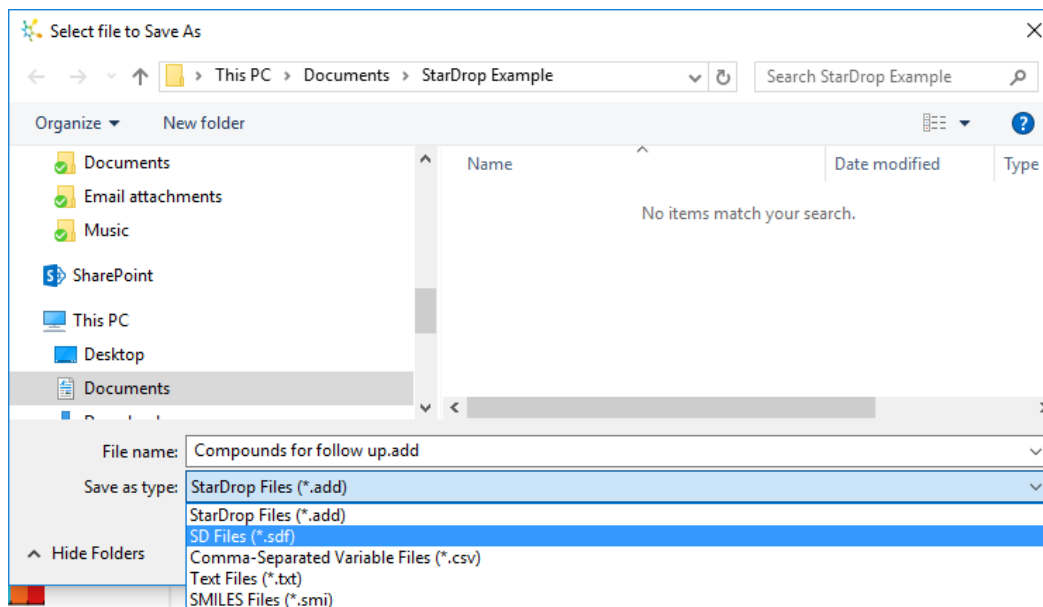 Select file to Save As
This PC > Documents > StarDrop Example
Search StarDrop Example
Organize
New folder
Documents
Email attachments
Music
SharePoint
This PC
Desktop
Documents
Name
Date modified
Type
No items match your search.
File name: Compounds for follow up.add
Save as type: StarDrop Files (*.add)
StarDrop Files (*.add)
SD Files (*.sdf)
Comma-Separated Variable Files (*.csv)
Text Files (*.txt)
SMILES Files (*.smi)
Hide Folders